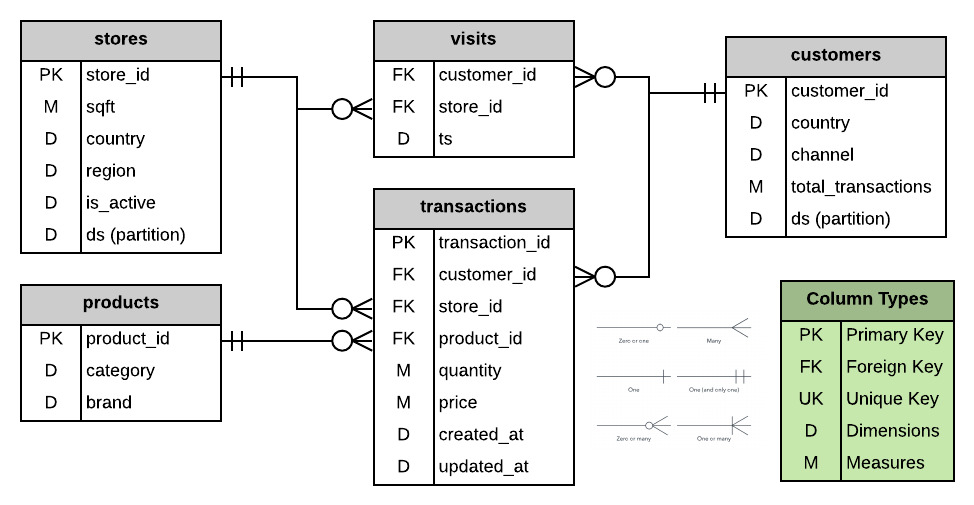 stores
PK store_id
M sqft
D country
D region
D is_active
D ds (partition)
products
PK product_id
D category
D brand
visits
FK customer_id
FK store_id
D ts
transactions
PK transaction_id
FK customer_id
FK store_id
FK product_id
M quantity
M price
D created_at
D updated_at
customers
PK customer_id
D country
D channel
M total_transactions
D ds (partition)
Zero or one
Many
One
One (and only one)
Zero or many
One or many
Column Types
PK Primary Key
FK Foreign Key
UK Unique Key
D Dimensions
M Measures